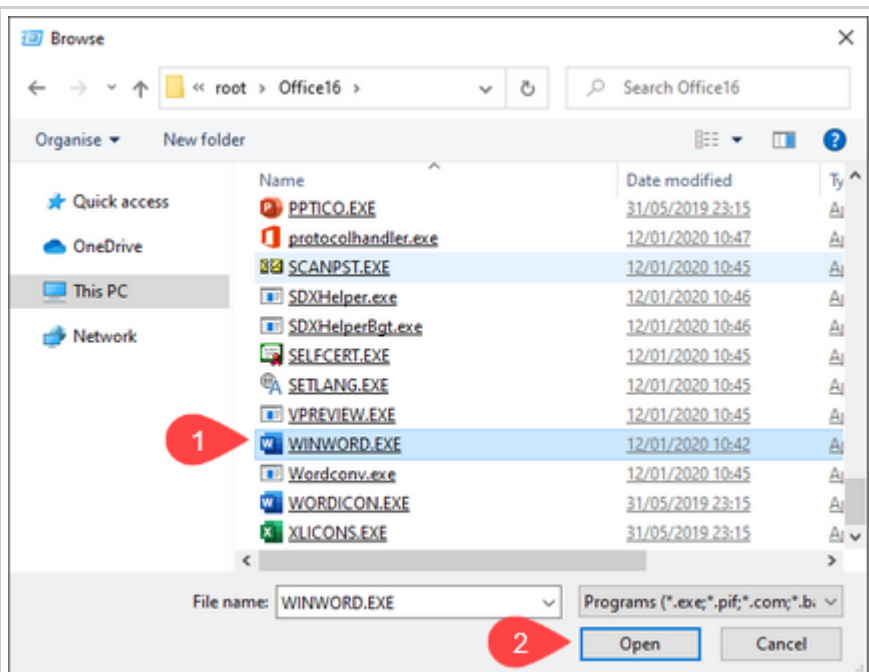 Browse
« root › Office16 ›
Search Office16
Organise
New folder
Name Date modified Ty
Quick access
OneDrive
This PC
Network
PPTICO.EXE 31/05/2019 23:15
protocolhandler.exe 12/01/2020 10:47
SCANPST.EXE 12/01/2020 10:45
SDXHelper.exe 12/01/2020 10:46
SDXHelperBgt.exe 12/01/2020 10:46
SELFCERT.EXE 12/01/2020 10:45
SETLANG.EXE 12/01/2020 10:45
VPREVIEW.EXE 12/01/2020 10:45
1
WINWORD.EXE 12/01/2020 10:42
Wordconv.exe 12/01/2020 10:45
WORDICON.EXE 31/05/2019 23:15
XLICONS.EXE 31/05/2019 23:15
File name: WINWORD.EXE
Programs (*.exe;*.pif;*.com;*.ba
2
Open
Cancel